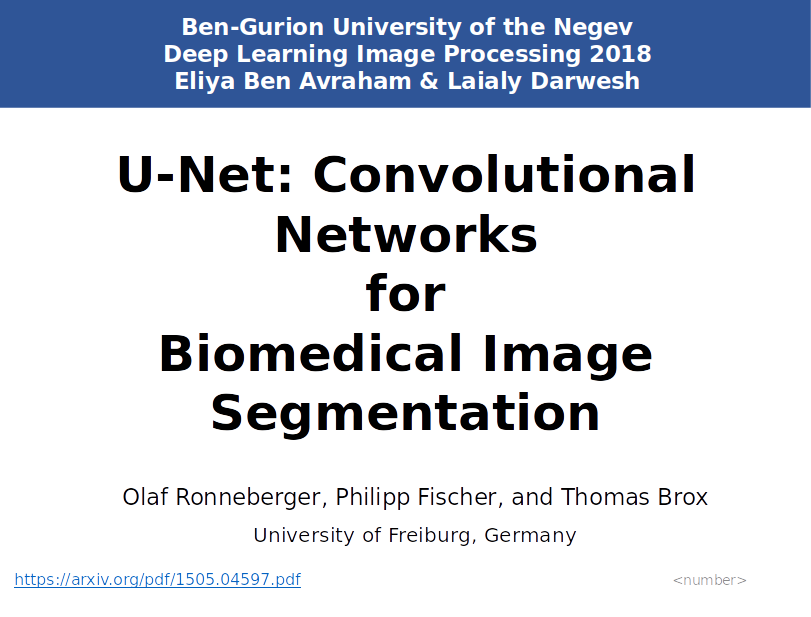 Ben-Gurion University of the Negev
Deep Learning Image Processing 2018
Eliya Ben Avraham & Laialy Darwesh
U-Net: Convolutional
Networks
for
Biomedical Image
Segmentation
Olaf Ronneberger, Philipp Fischer, and Thomas Brox
University of Freiburg, Germany
https://arxiv.org/pdf/1505.04597.pdf
<number>